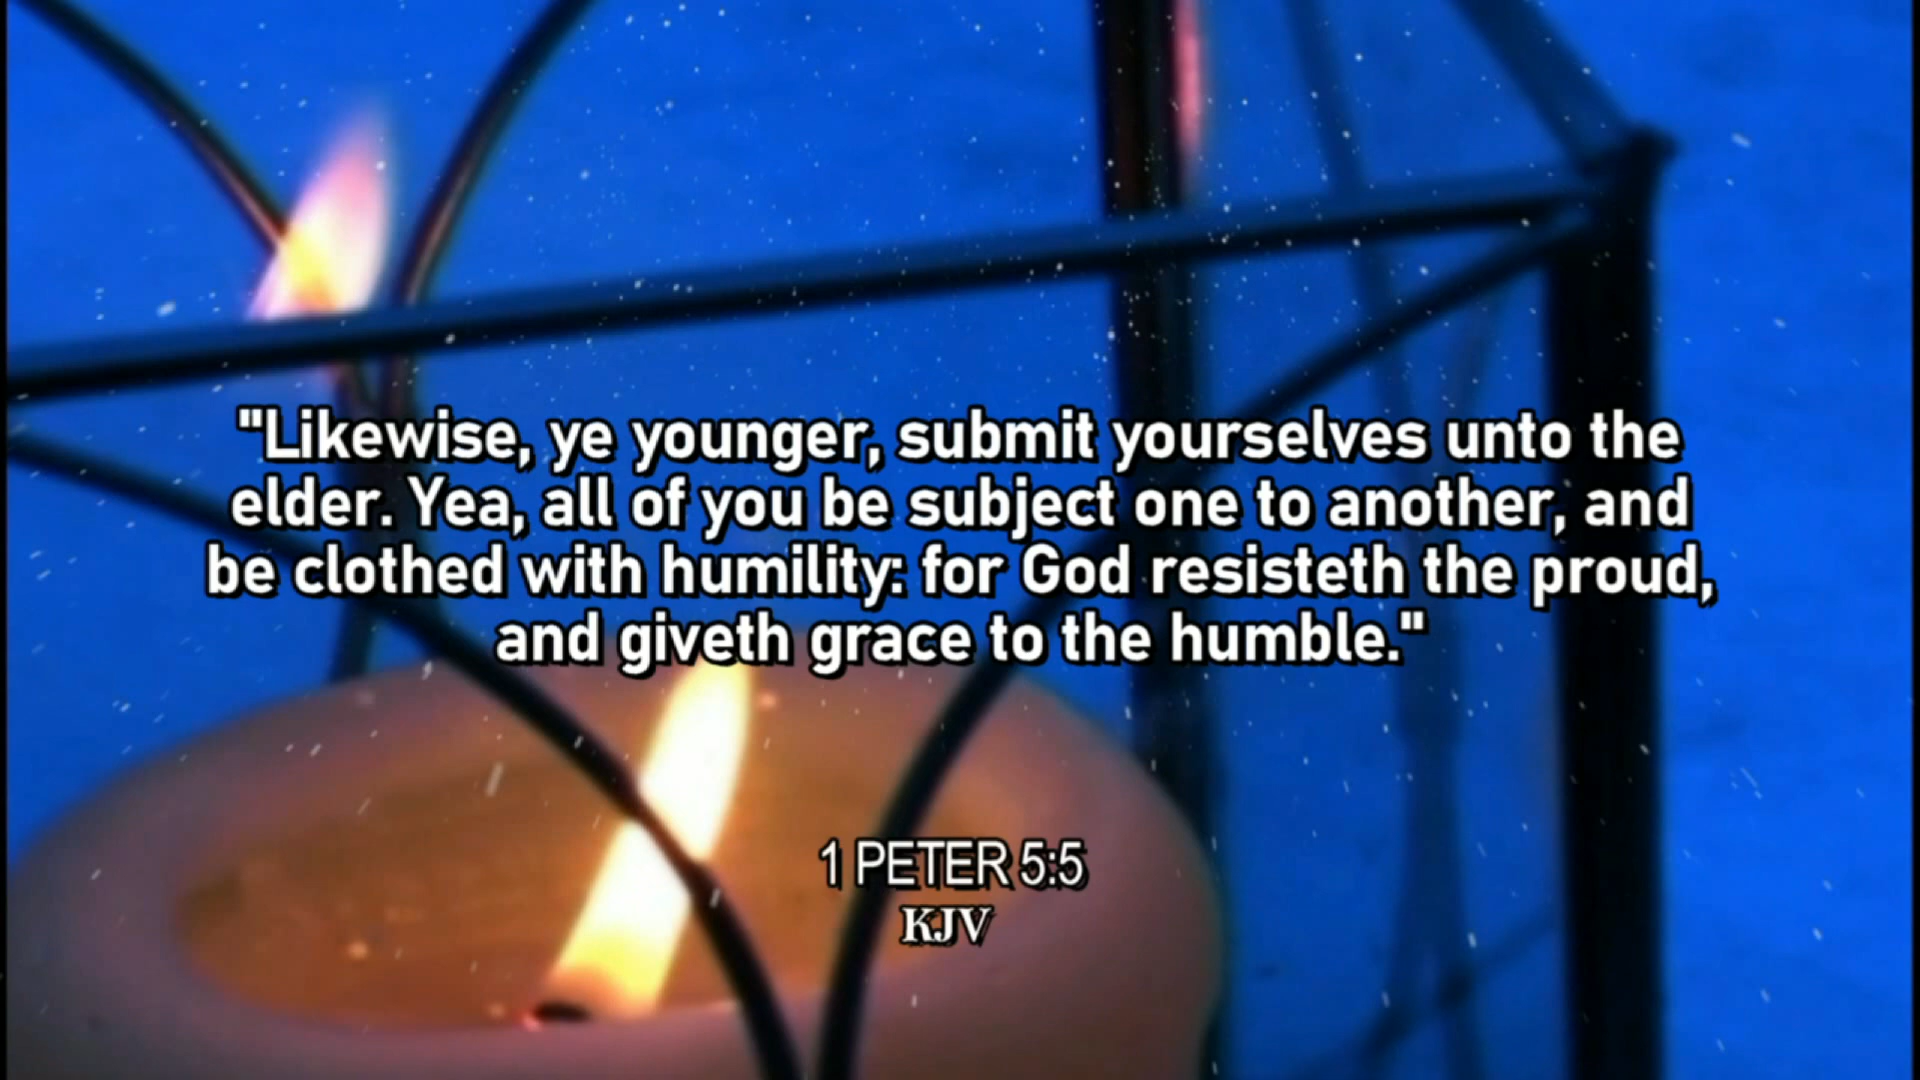 "Likewise, ye younger, submit yourselves unto the
elder. Yea, all of you be subject one to another, and
be clothed with humility: for God resisteth the proud,
and giveth grace to the humble."
1 PETER 5:5
KJV